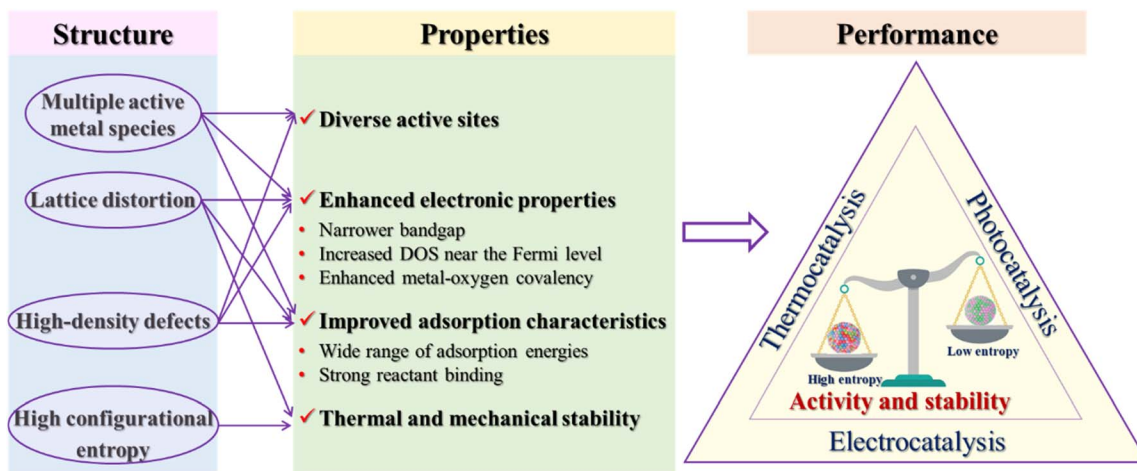 Structure
Multiple active
metal species
Lattice distortion
High-density defects
High configurational
entropy
Properties
✓ Diverse active sites
✓ Enhanced electronic properties
• Narrower bandgap
• Increased DOS near the Fermi level
• Enhanced metal-oxygen covalency
✓ Improved adsorption characteristics
• Wide range of adsorption energies
• Strong reactant binding
✓ Thermal and mechanical stability
Performance
Thermocatalysis
Photocatalysis
High entropy
Low entropy
Activity and stability
Electrocatalysis